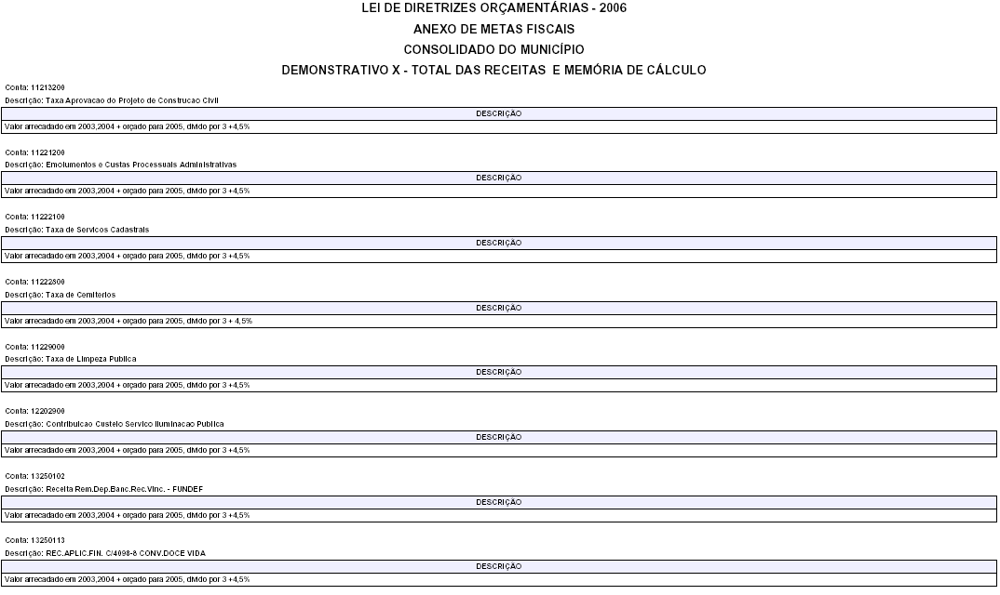 LEI DE DIRETRIZES ORÇAMENTÁRIAS - 2006
ANEXO DE METAS FISCAIS
CONSOLIDADO DO MUNICÍPIO
DEMONSTRATIVO X - TOTAL DAS RECEITAS E MEMÓRIA DE CÁLCULO
Conta: 11213200
Descrição: Taxa Aprovacao do Projeto de Construcao Civil
DESCRIÇÃO
Valor arrecadado em 2003,2004 + orçado para 2005, divido por 3 +4,5%
Conta: 11221200
Descrição: Emolumentos e Custas Processuais Administrativas
DESCRIÇÃO
Valor arrecadado em 2003,2004 + orçado para 2005, divido por 3 +4,5%
Conta: 11222100
Descrição: Taxa de Servicos Cadastrais
DESCRIÇÃO
Valor arrecadado em 2003,2004 + orçado para 2005, divido por 3 +4,5%
Conta: 11222800
Descrição: Taxa de Cemiterios
DESCRIÇÃO
Valor arrecadado em 2003,2004 + orçado para 2005, divido por 3 + 4,5%
Conta: 11229000
Descrição: Taxa de Limpeza Publica
DESCRIÇÃO
Valor arrecadado em 2003,2004 + orçado para 2005, divido por 3 +4,5%
Conta: 12202900
Descrição: Contribuicao Custeio Servico Iluminacao Publica
DESCRIÇÃO
Valor arrecadado em 2003,2004 + orçado para 2005, divido por 3 +4,5%
Conta: 13250102
Descrição: Receita Rem.Dep.Banc.Rec.Vinc. - FUNDEF
DESCRIÇÃO
Valor arrecadado em 2003,2004 + orçado para 2005, divido por 3 +4,5%
Conta: 13250113
Descrição: REC.APLIC.FIN. C/4098-8 CONV.DOCE VIDA
DESCRIÇÃO
Valor arrecadado em 2003,2004 + orçado para 2005, divido por 3 +4,5%